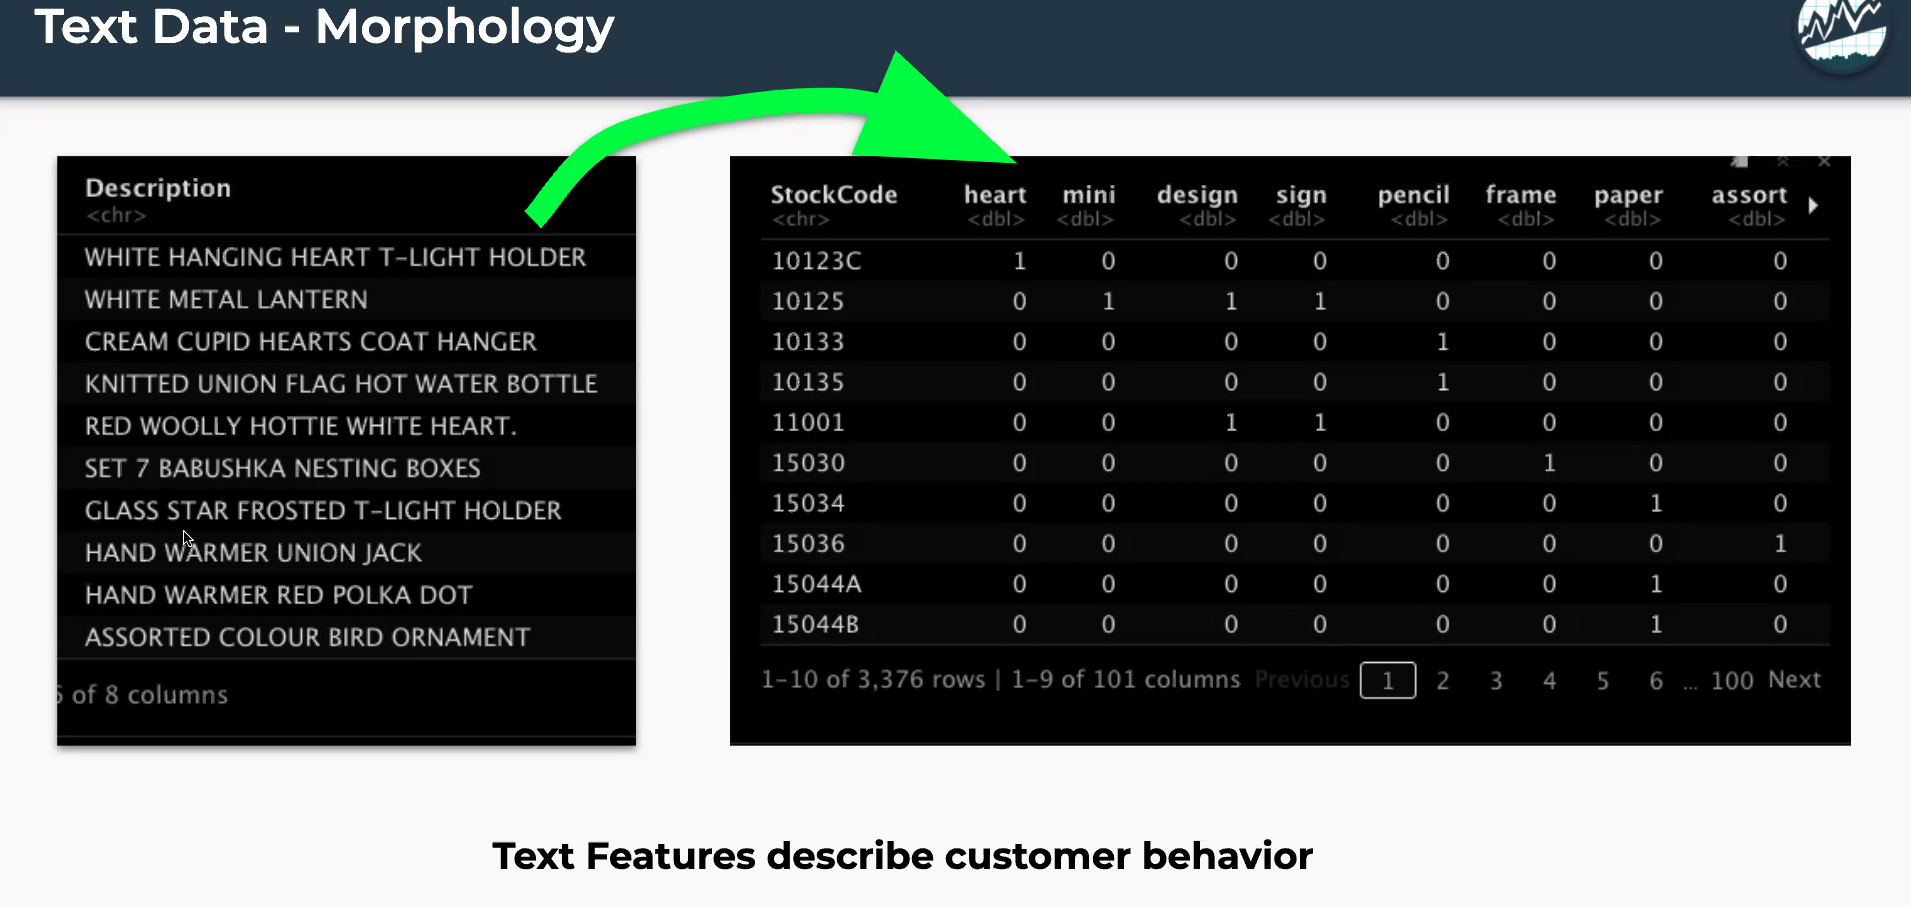 Text Data - Morphology
Description
<chr>
WHITE HANGING HEART T-LIGHT HOLDER
WHITE METAL LANTERN
CREAM CUPID HEARTS COAT HANGER
KNITTED UNION FLAG HOT WATER BOTTLE
RED WOOLLY HOTTIE WHITE HEART.
SET 7 BABUSHKA NESTING BOXES
GLASS STAR FROSTED T-LIGHT HOLDER
HAND WARMER UNION JACK
HAND WARMER RED POLKA DOT
ASSORTED COLOUR BIRD ORNAMENT
of 8 columns
StockCode heart mini design sign pencil frame paper assort
<chr> <dbl> <dbl> <dbl> <dbl> <dbl> <dbl> <dbl> <dbl>
10123C 1 0 0 0 0 0 0 0
10125 0 1 1 1 0 0 0 0
10133 0 0 0 0 1 0 0 0
10135 0 0 0 0 1 0 0 0
11001 0 0 1 1 0 0 0 0
15030 0 0 0 0 0 1 0 0
15034 0 0 0 0 0 0 1 0
15036 0 0 0 0 0 0 0 1
15044A 0 0 0 0 0 0 1 0
15044B 0 0 0 0 0 0 1 0
1-10 of 3,376 rows | 1-9 of 101 columns Previous 1 2 3 4 5 6 ... 100 Next
Text Features describe customer behavior